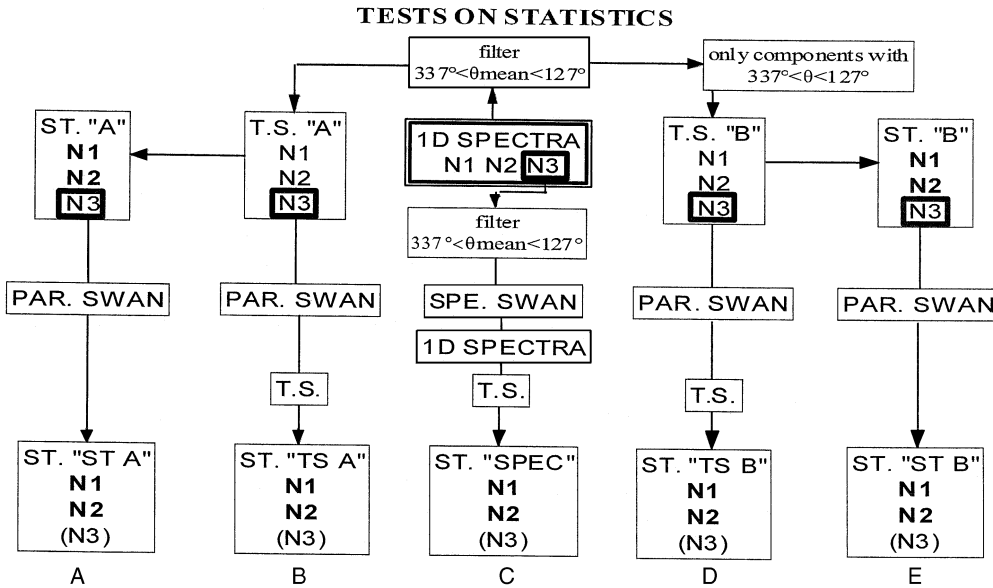 TESTS ON STATISTICS
filter
337°<θmean<127°
only components with
337°<θ<127°
ST. "A"
N1
N2
N3
T.S. "A"
N1
N2
N3
1D SPECTRA
N1 N2 N3
T.S. "B"
N1
N2
N3
ST. "B"
N1
N2
N3
filter
337°<θmean<127°
PAR. SWAN
PAR. SWAN
SPE. SWAN
PAR. SWAN
PAR. SWAN
1D SPECTRA
T.S.
T.S.
T.S.
ST. "ST A"
N1
N2
(N3)
ST. "TS A"
N1
N2
(N3)
ST. "SPEC"
N1
N2
(N3)
ST. "TS B"
N1
N2
(N3)
ST. "ST B"
N1
N2
(N3)
A B C D E